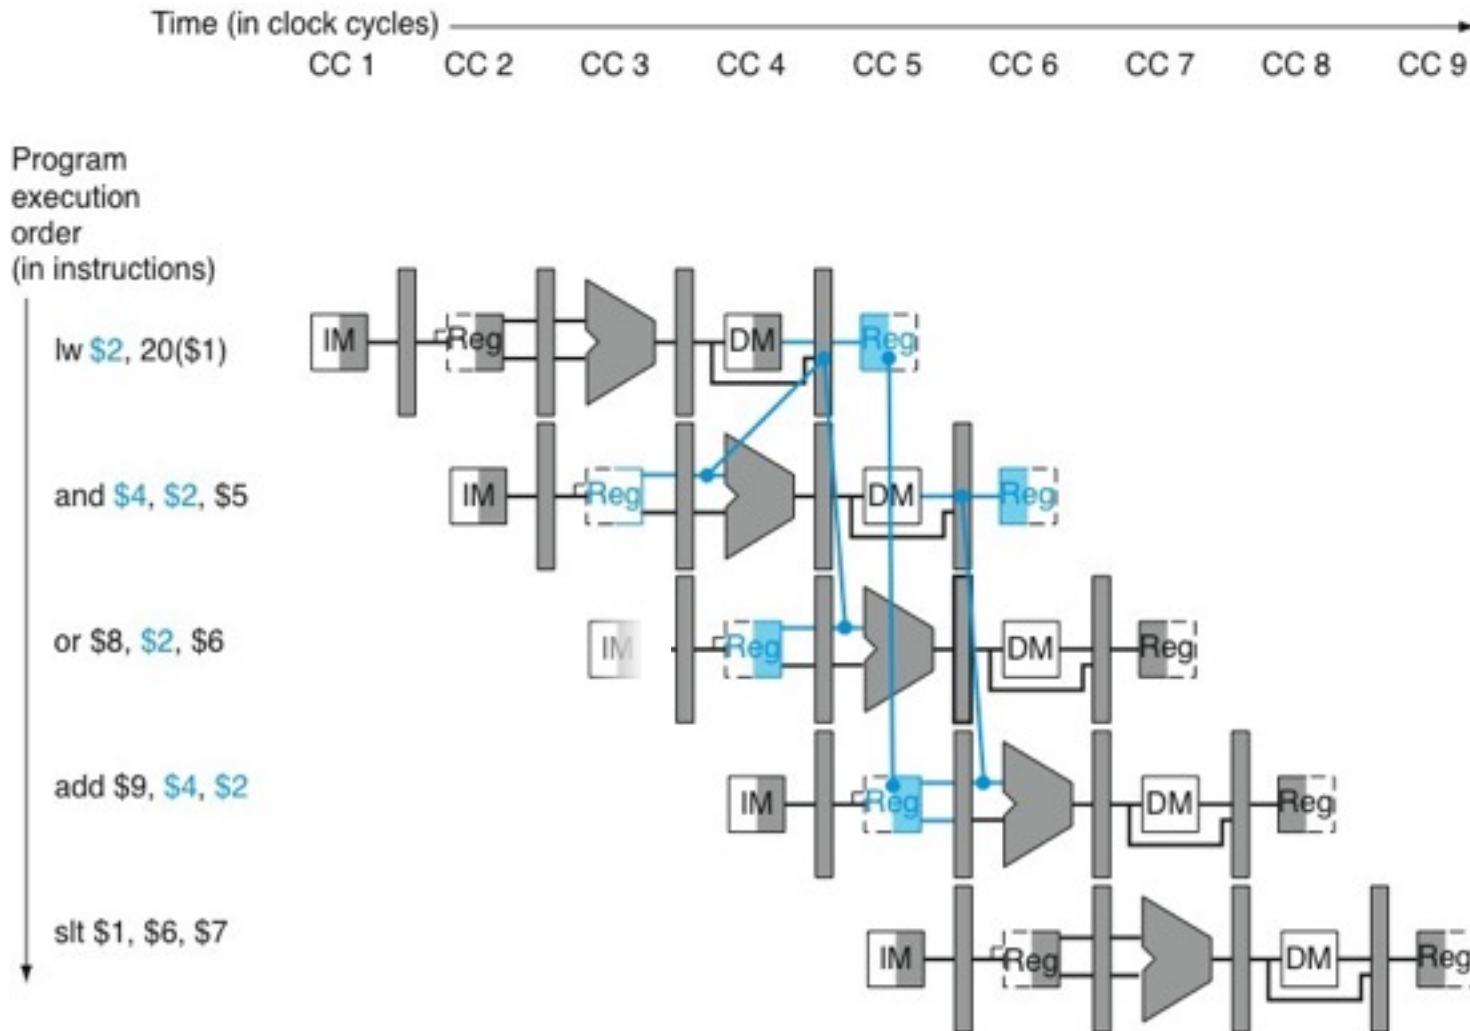 Time (in clock cycles)
CC 1 CC 2 CC 3 CC 4 CC 5 CC 6 CC 7 CC 8 CC 9
Program
execution
order
(in instructions)
lw $2, 20($1)
IM Reg DM Reg
and $4, $2, $5
IM Reg DM Reg
or $8, $2, $6
IM Reg DM Reg
add $9, $4, $2
IM Reg DM Reg
slt $1, $6, $7
IM Reg DM Reg